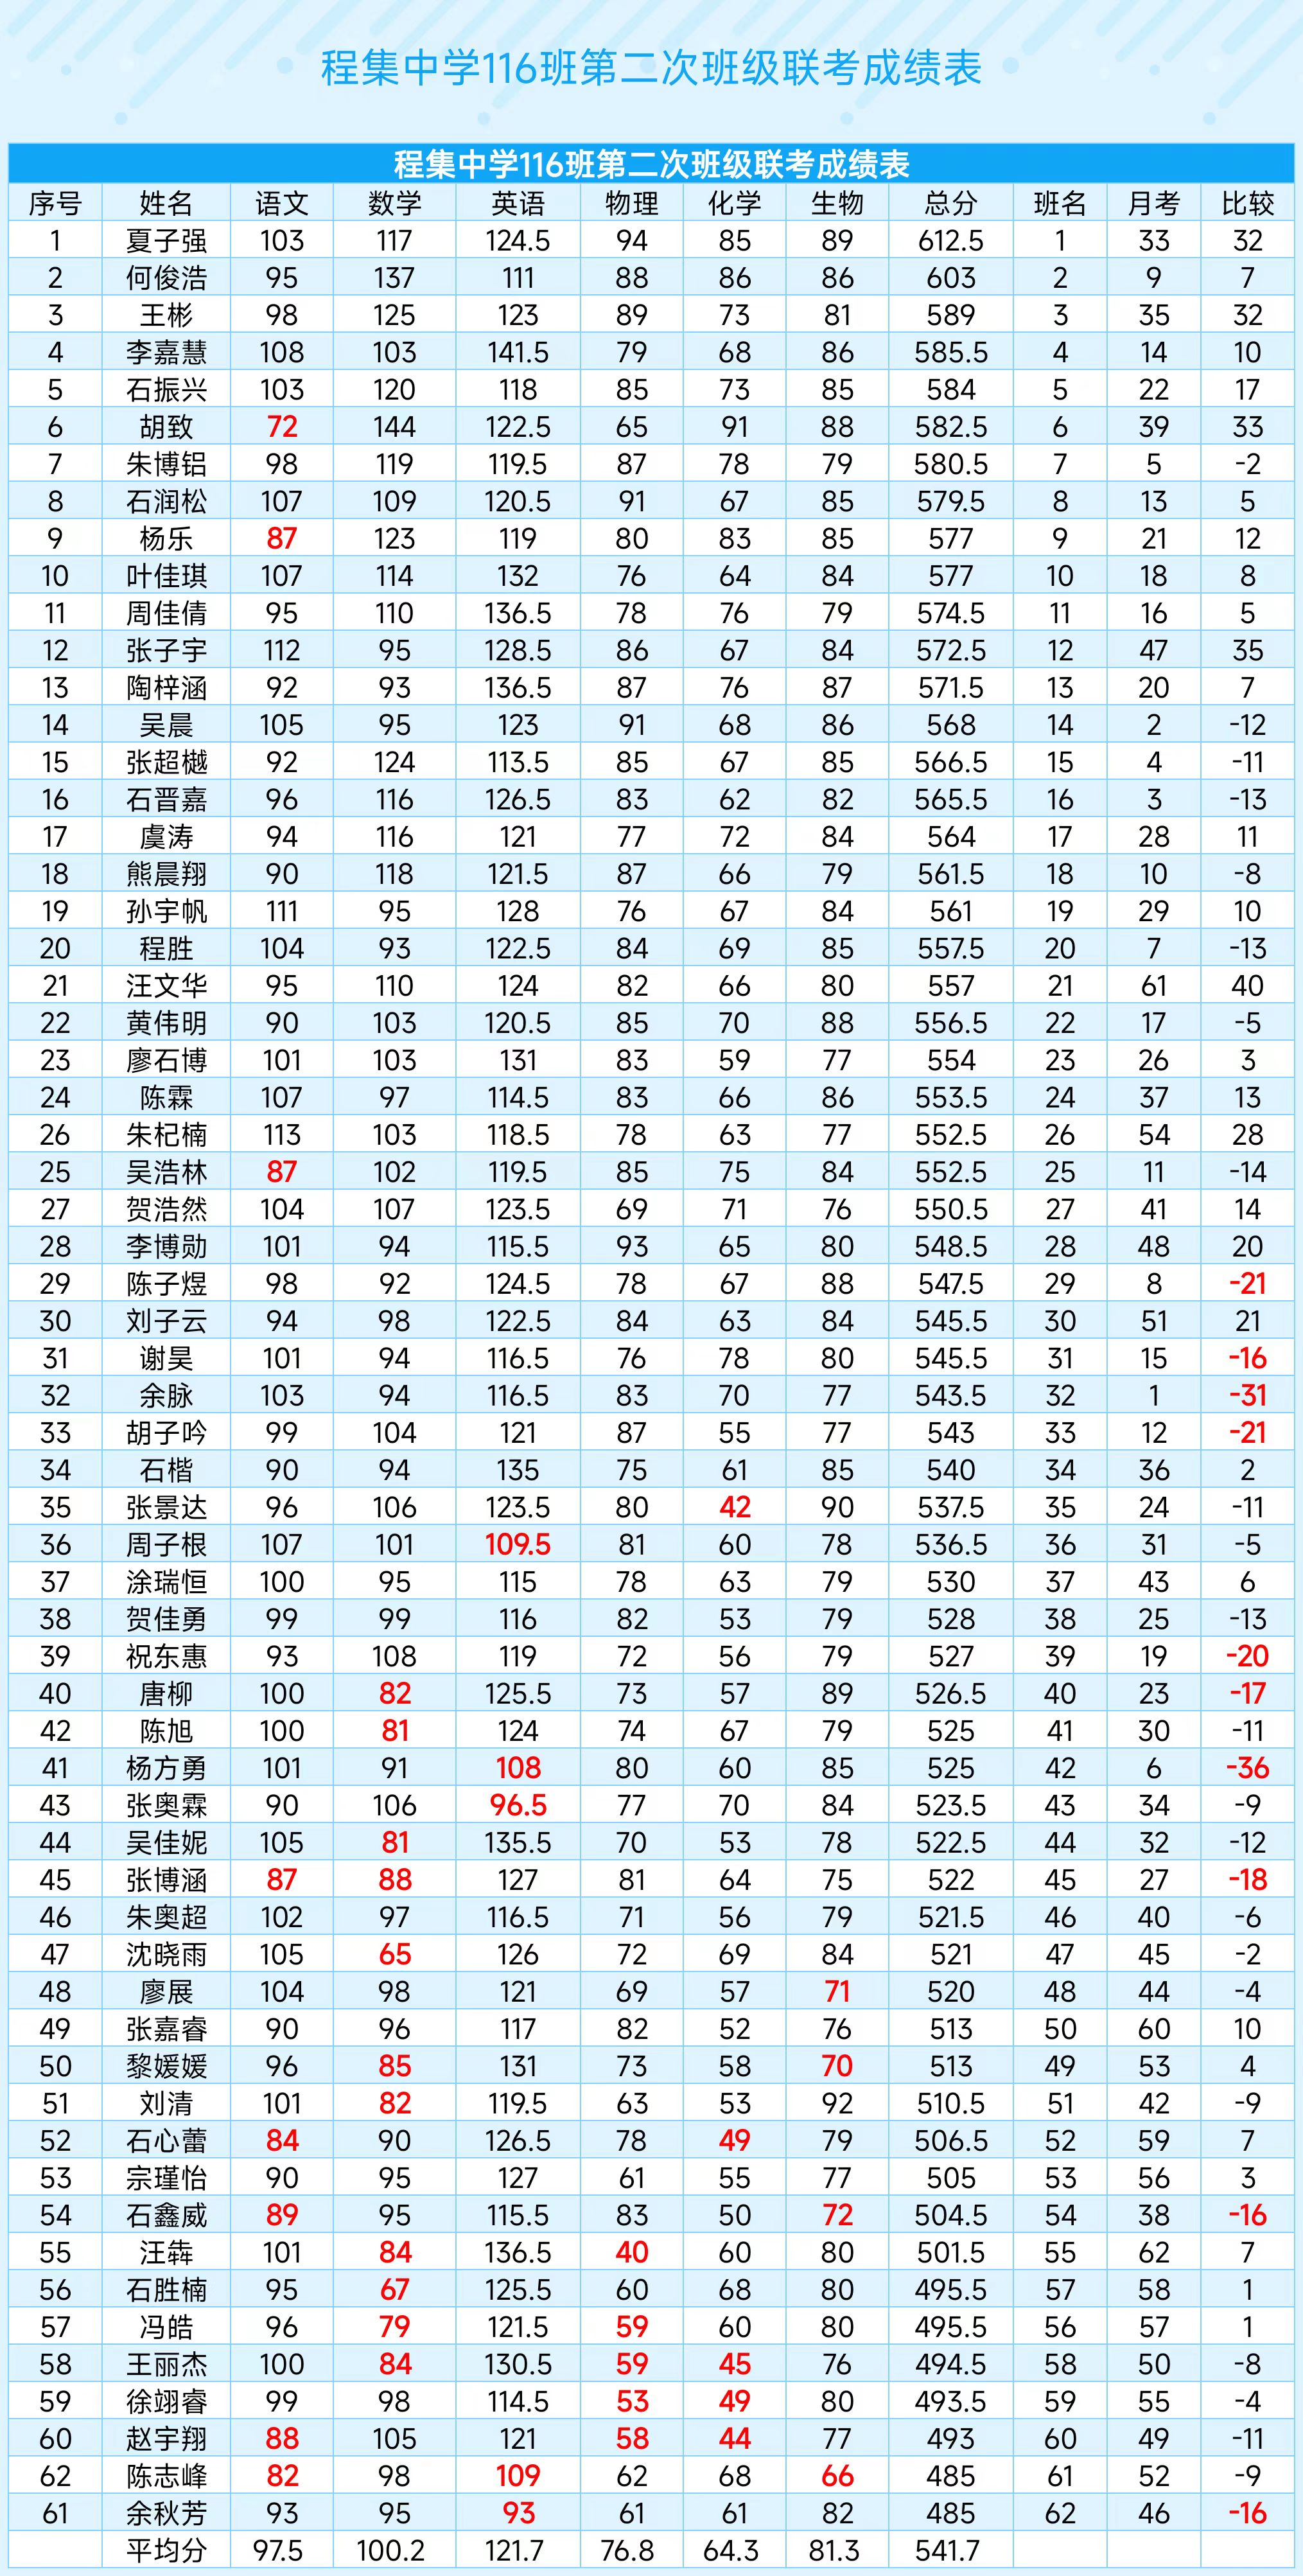 程集中学116班第二次班级联考成绩表
程集中学116班第二次班级联考成绩表
序号 姓名 语文 数学 英语 物理 化学 生物 总分 班名 月考 比较
1 夏子强 103 117 124.5 94 85 89 612.5 1 33 32
2 何俊浩 95 137 111 88 86 86 603 2 9 7
3 王彬 98 125 123 89 73 81 589 3 35 32
4 李嘉慧 108 103 141.5 79 68 86 585.5 4 14 10
5 石振兴 103 120 118 85 73 85 584 5 22 17
6 胡致 72 144 122.5 65 91 88 582.5 6 39 33
7 朱博铝 98 119 119.5 87 78 79 580.5 7 5 -2
8 石润松 107 109 120.5 91 67 85 579.5 8 13 5
9 杨乐 87 123 119 80 83 85 577 9 21 12
10 叶佳琪 107 114 132 76 64 84 577 10 18 8
11 周佳倩 95 110 136.5 78 76 79 574.5 11 16 5
12 张子宇 112 95 128.5 86 67 84 572.5 12 47 35
13 陶梓涵 92 93 136.5 87 76 87 571.5 13 20 7
14 吴晨 105 95 123 91 68 86 568 14 2 -12
15 张超樾 92 124 113.5 85 67 85 566.5 15 4 -11
16 石晋嘉 96 116 126.5 83 62 82 565.5 16 3 -13
17 虞涛 94 116 121 77 72 84 564 17 28 11
18 熊晨翔 90 118 121.5 87 66 79 561.5 18 10 -8
19 孙宇帆 111 95 128 76 67 84 561 19 29 10
20 程胜 104 93 122.5 84 69 85 557.5 20 7 -13
21 汪文华 95 110 124 82 66 80 557 21 61 40
22 黄伟明 90 103 120.5 85 70 88 556.5 22 17 -5
23 廖石博 101 103 131 83 59 77 554 23 26 3
24 陈霖 107 97 114.5 83 66 86 553.5 24 37 13
26 朱杞楠 113 103 118.5 78 63 77 552.5 26 54 28
25 吴浩林 87 102 119.5 85 75 84 552.5 25 11 -14
27 贺浩然 104 107 123.5 69 71 76 550.5 27 41 14
28 李博勋 101 94 115.5 93 65 80 548.5 28 48 20
29 陈子煜 98 92 124.5 78 67 88 547.5 29 8 -21
30 刘子云 94 98 122.5 84 63 84 545.5 30 51 21
31 谢昊 101 94 116.5 76 78 80 545.5 31 15 -16
32 余脉 103 94 116.5 83 70 77 543.5 32 1 -31
33 胡子吟 99 104 121 87 55 77 543 33 12 -21
34 石楷 90 94 135 75 61 85 540 34 36 2
35 张景达 96 106 123.5 80 42 90 537.5 35 24 -11
36 周子根 107 101 109.5 81 60 78 536.5 36 31 -5
37 涂瑞恒 100 95 115 78 63 79 530 37 43 6
38 贺佳勇 99 99 116 82 53 79 528 38 25 -13
39 祝东惠 93 108 119 72 56 79 527 39 19 -20
40 唐柳 100 82 125.5 73 57 89 526.5 40 23 -17
42 陈旭 100 81 124 74 67 79 525 41 30 -11
41 杨方勇 101 91 108 80 60 85 525 42 6 -36
43 张奥霖 90 106 96.5 77 70 84 523.5 43 34 -9
44 吴佳妮 105 81 135.5 70 53 78 522.5 44 32 -12
45 张博涵 87 88 127 81 64 75 522 45 27 -18
46 朱奥超 102 97 116.5 71 56 79 521.5 46 40 -6
47 沈晓雨 105 65 126 72 69 84 521 47 45 -2
48 廖展 104 98 121 69 57 71 520 48 44 -4
49 张嘉睿 90 96 117 82 52 76 513 50 60 10
50 黎媛媛 96 85 131 73 58 70 513 49 53 4
51 刘清 101 82 119.5 63 53 92 510.5 51 42 -9
52 石心蕾 84 90 126.5 78 49 79 506.5 52 59 7
53 宗瑾怡 90 95 127 61 55 77 505 53 56 3
54 石鑫威 89 95 115.5 83 50 72 504.5 54 38 -16
55 汪犇 101 84 136.5 40 60 80 501.5 55 62 7
56 石胜楠 95 67 125.5 60 68 80 495.5 57 58 1
57 冯皓 96 79 121.5 59 60 80 495.5 56 57 1
58 王丽杰 100 84 130.5 59 45 76 494.5 58 50 -8
59 徐翊睿 99 98 114.5 53 49 80 493.5 59 55 -4
60 赵宇翔 88 105 121 58 44 77 493 60 49 -11
62 陈志峰 82 98 109 62 68 66 485 61 52 -9
61 余秋芳 93 95 93 61 61 82 485 62 46 -16
平均分 97.5 100.2 121.7 76.8 64.3 81.3 541.7